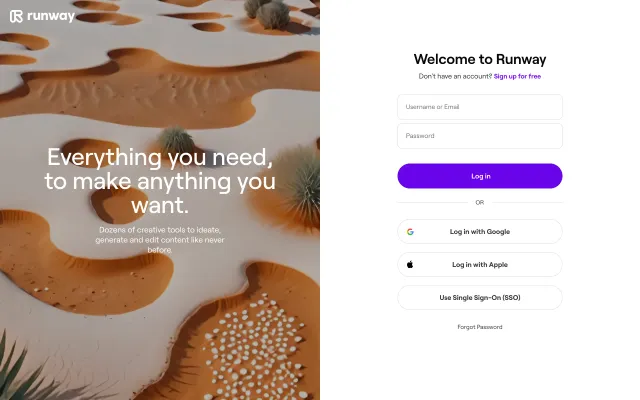 runway
Everything you need,
to make anything you
want.
Dozens of creative tools to ideate,
generate and edit content like never
before.
Welcome to Runway
Don't have an account? Sign up for free
Username or Email
Password
Log in
OR
Log in with Google
Log in with Apple
Use Single Sign-On (SSO)
Forgot Password